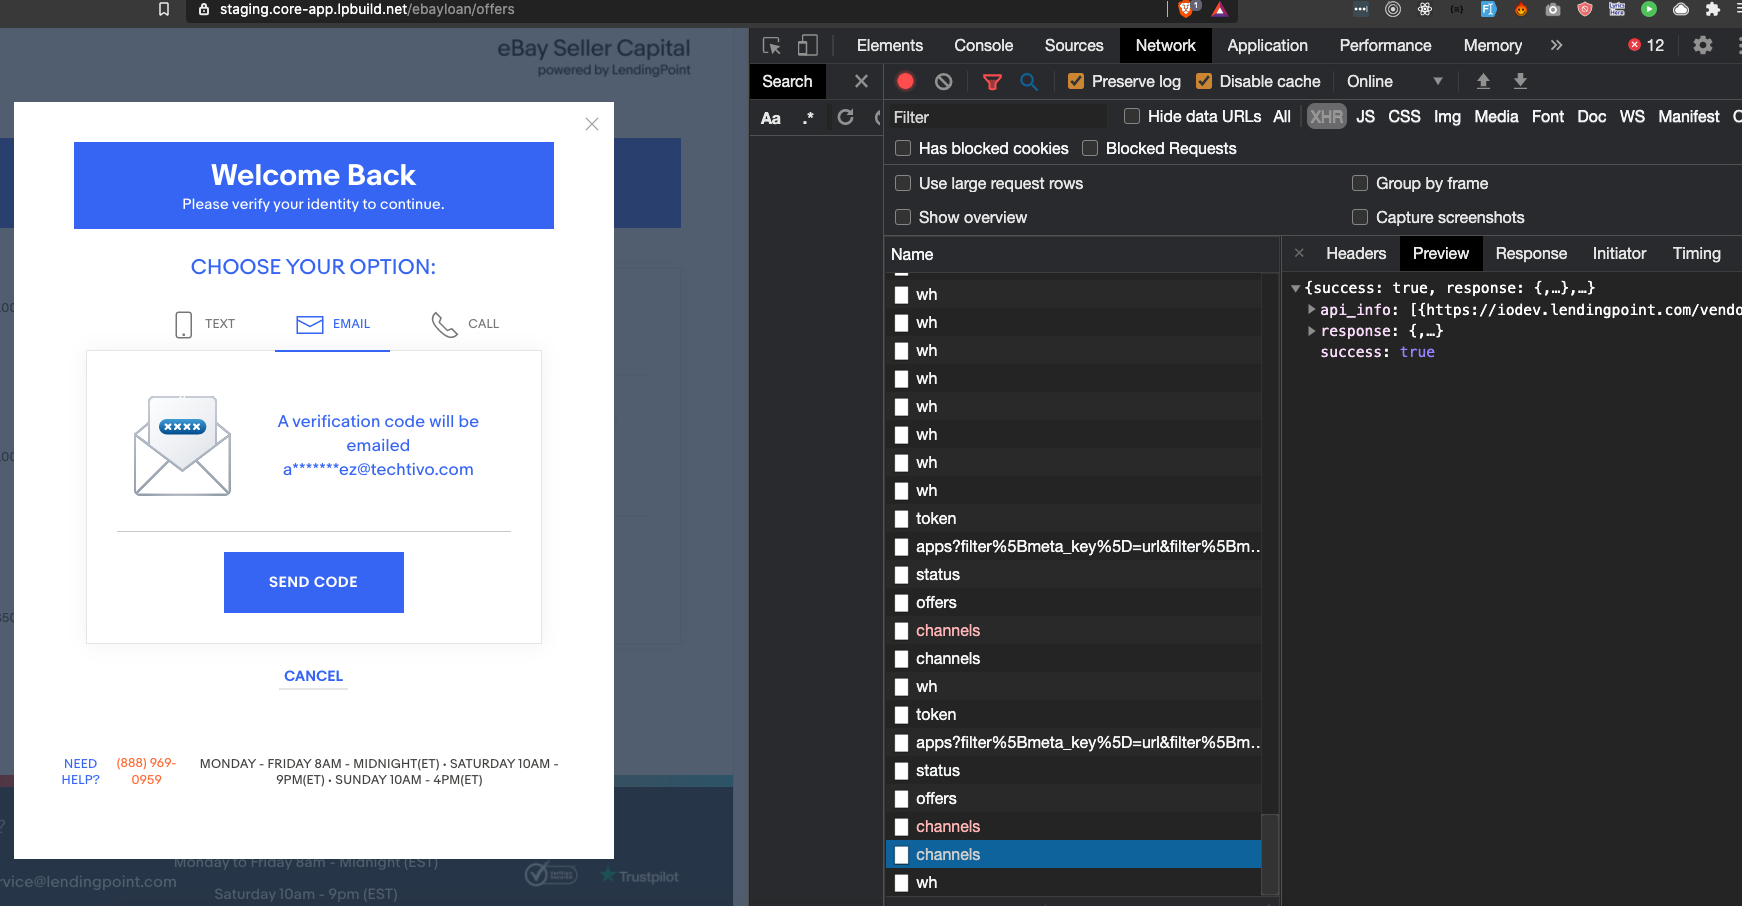 staging.core-app.lpbuild.net/ebayloan/offers
eBay Seller Capital
powered by LendingPoint
Welcome Back
Please verify your identity to continue.
CHOOSE YOUR OPTION:
TEXT
EMAIL
CALL
xxxx
A verification code will be
emailed
a*******ez@techtivo.com
SEND CODE
CANCEL
NEED
HELP?
(888) 969-
0959
MONDAY - FRIDAY 8AM - MIDNIGHT(ET) • SATURDAY 10AM -
9PM(ET) • SUNDAY 10AM - 4PM(ET)
Monday to Friday 8am - Midnight (EST)
rvice@lendingpoint.com
Saturday 10am - 9pm (EST)
Trustpilot
Elements Console Sources Network Application Performance Memory » 12
Search
Preserve log Disable cache Online
Aa .*
Filter
Hide data URLs All XHR JS CSS Img Media Font Doc WS Manifest
Has blocked cookies Blocked Requests
Use large request rows Group by frame
Show overview Capture screenshots
Name
wh
wh
wh
wh
wh
wh
wh
wh
token
apps?filter%5Bmeta_key%5D=url&filter%5Bm…
status
offers
channels
channels
wh
token
apps?filter%5Bmeta_key%5D=url&filter%5Bm…
status
offers
channels
channels
wh
Headers Preview Response Initiator Timing
{success: true, response: {,…},…}
api_info: [{https://iodev.lendingpoint.com/vendo
response: {,…}
success: true